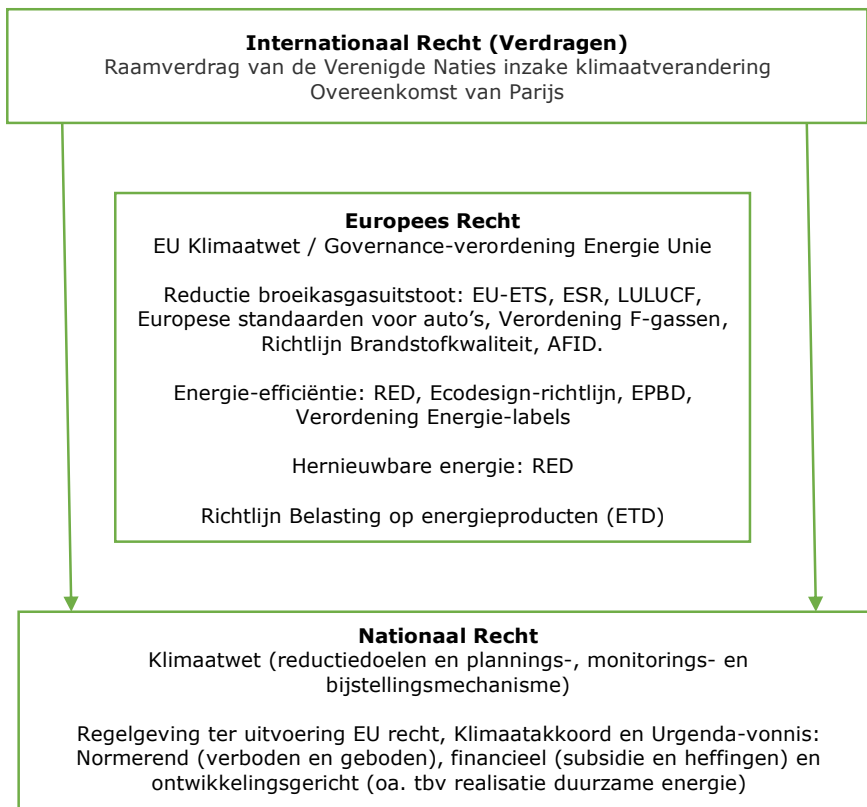 Internationaal Recht (Verdragen)
Raamverdrag van de Verenigde Naties inzake klimaatverandering
Overeenkomst van Parijs
Europees Recht
EU Klimaatwet / Governance-verordening Energie Unie
Reductie broeikasgasuitstoot: EU-ETS, ESR, LULUCF,
Europese standaarden voor auto’s, Verordening F-gassen,
Richtlijn Brandstofkwaliteit, AFID.
Energie-efficiëntie: RED, Ecodesign-richtlijn, EPBD,
Verordening Energie-labels
Hernieuwbare energie: RED
Richtlijn Belasting op energieproducten (ETD)
Nationaal Recht
Klimaatwet (reductiedoelen en plannings-, monitorings- en
bijstellingsmechanisme)
Regelgeving ter uitvoering EU recht, Klimaatakkoord en Urgenda-vonnis:
Normerend (verboden en geboden), financieel (subsidie en heffingen) en
ontwikkelingsgericht (oa. tbv realisatie duurzame energie)